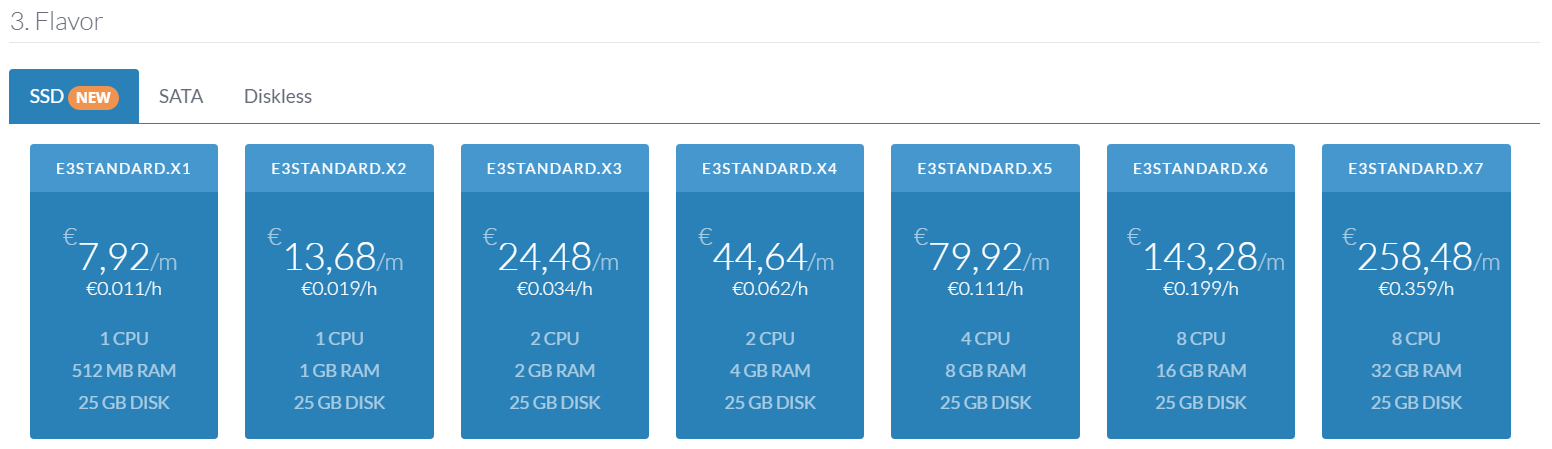 3. Flavor
SSD NEW SATA Diskless
E3STANDARD.X1
€7,92/m
€0.011/h
1 CPU
512 MB RAM
25 GB DISK
E3STANDARD.X2
€13,68/m
€0.019/h
1 CPU
1 GB RAM
25 GB DISK
E3STANDARD.X3
€24,48/m
€0.034/h
2 CPU
2 GB RAM
25 GB DISK
E3STANDARD.X4
€44,64/m
€0.062/h
2 CPU
4 GB RAM
25 GB DISK
E3STANDARD.X5
€79,92/m
€0.111/h
4 CPU
8 GB RAM
25 GB DISK
E3STANDARD.X6
€143,28/m
€0.199/h
8 CPU
16 GB RAM
25 GB DISK
E3STANDARD.X7
€258,48/m
€0.359/h
8 CPU
32 GB RAM
25 GB DISK